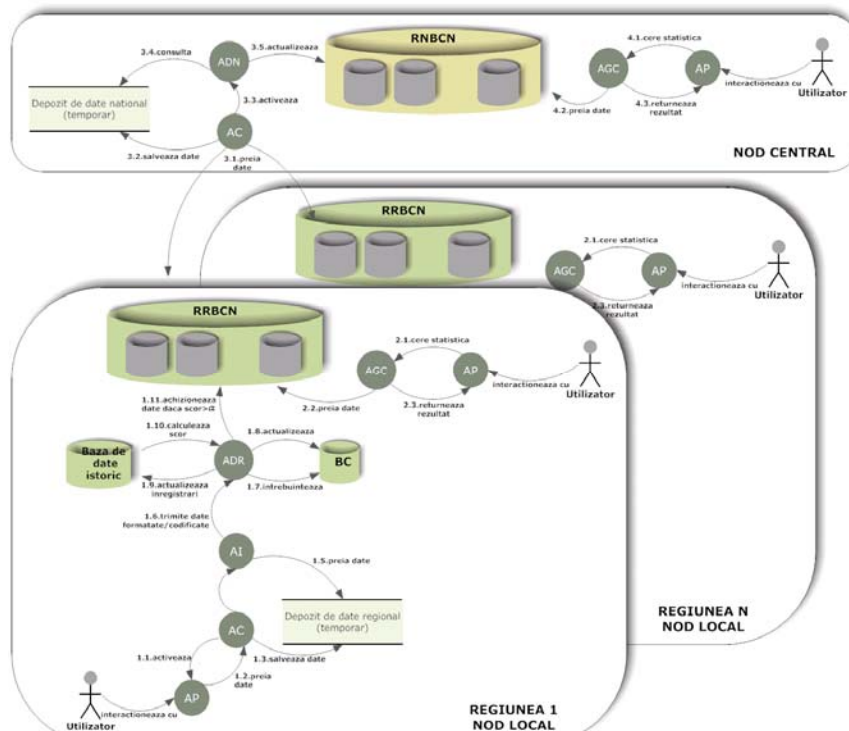 RNBCN
3.4.consulta
3.5.actualizeaza
ADN
4.1.cere statistica
AGC
AP
interactioneaza cu
Utilizator
Depozit de date national
(temporar)
3.3.activeaza
4.2. preia date
4.3.returneaza
rezultat
AC
3.2.salveaza date
3.1.preia
date
NOD CENTRAL
RRBCN
2.1.cere statistica
AGC
AP
interactioneaza cu
Utilizator
2.3.returneaza
rezultat
RRBCN
2.1.cere statistica
AGC
AP
interactioneaza cu
Utilizator
2.2.preia date
2.3.returneaza
rezultat
1.11.achizioneaza
date daca scor>α
1.10.calculeaza
scor
1.8.actualizeaza
Baza de
date
istoric
ADR
BC
1.9.actualizeaza
inregistrari
1.7.intrebuinteaza
1.6.trimite date
formatate/codificate
AI
1.5.preia date
Depozit de date regional
(temporar)
AC
1.1.activeaza
1.3.salveaza date
1.2.preia
date
AP
interactioneaza cu
Utilizator
REGIUNEA 1
NOD LOCAL
REGIUNEA N
NOD LOCAL